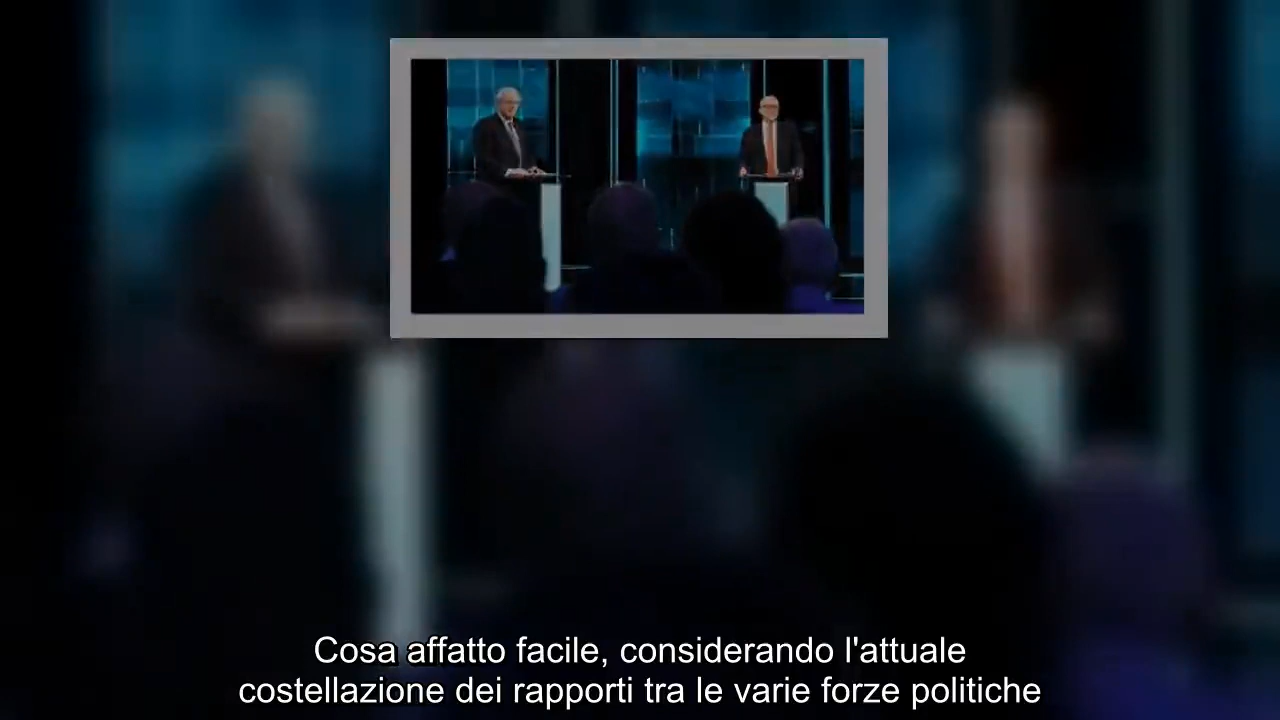 Cosa affatto facile, considerando l'attuale
costellazione dei rapporti tra le varie forze politiche